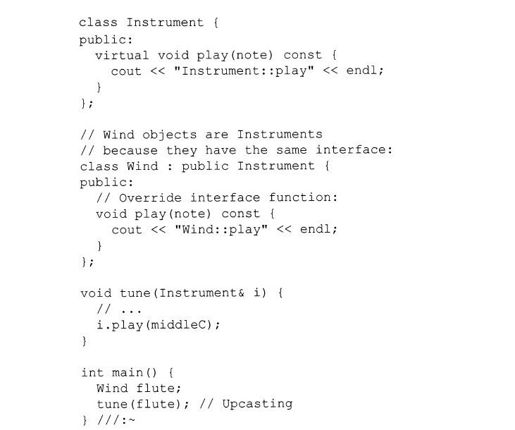 class Instrument {
public:
  virtual void play(note) const {
    cout << "Instrument::play" << endl;
  }
};

// Wind objects are Instruments
// because they have the same interface:
class Wind : public Instrument {
public:
  // Override interface function:
  void play(note) const {
    cout << "Wind::play" << endl;
  }
};

void tune(Instrument& i) {
  // ...
  i.play(middleC);
}

int main() {
  Wind flute;
  tune(flute); // Upcasting
} ///:~